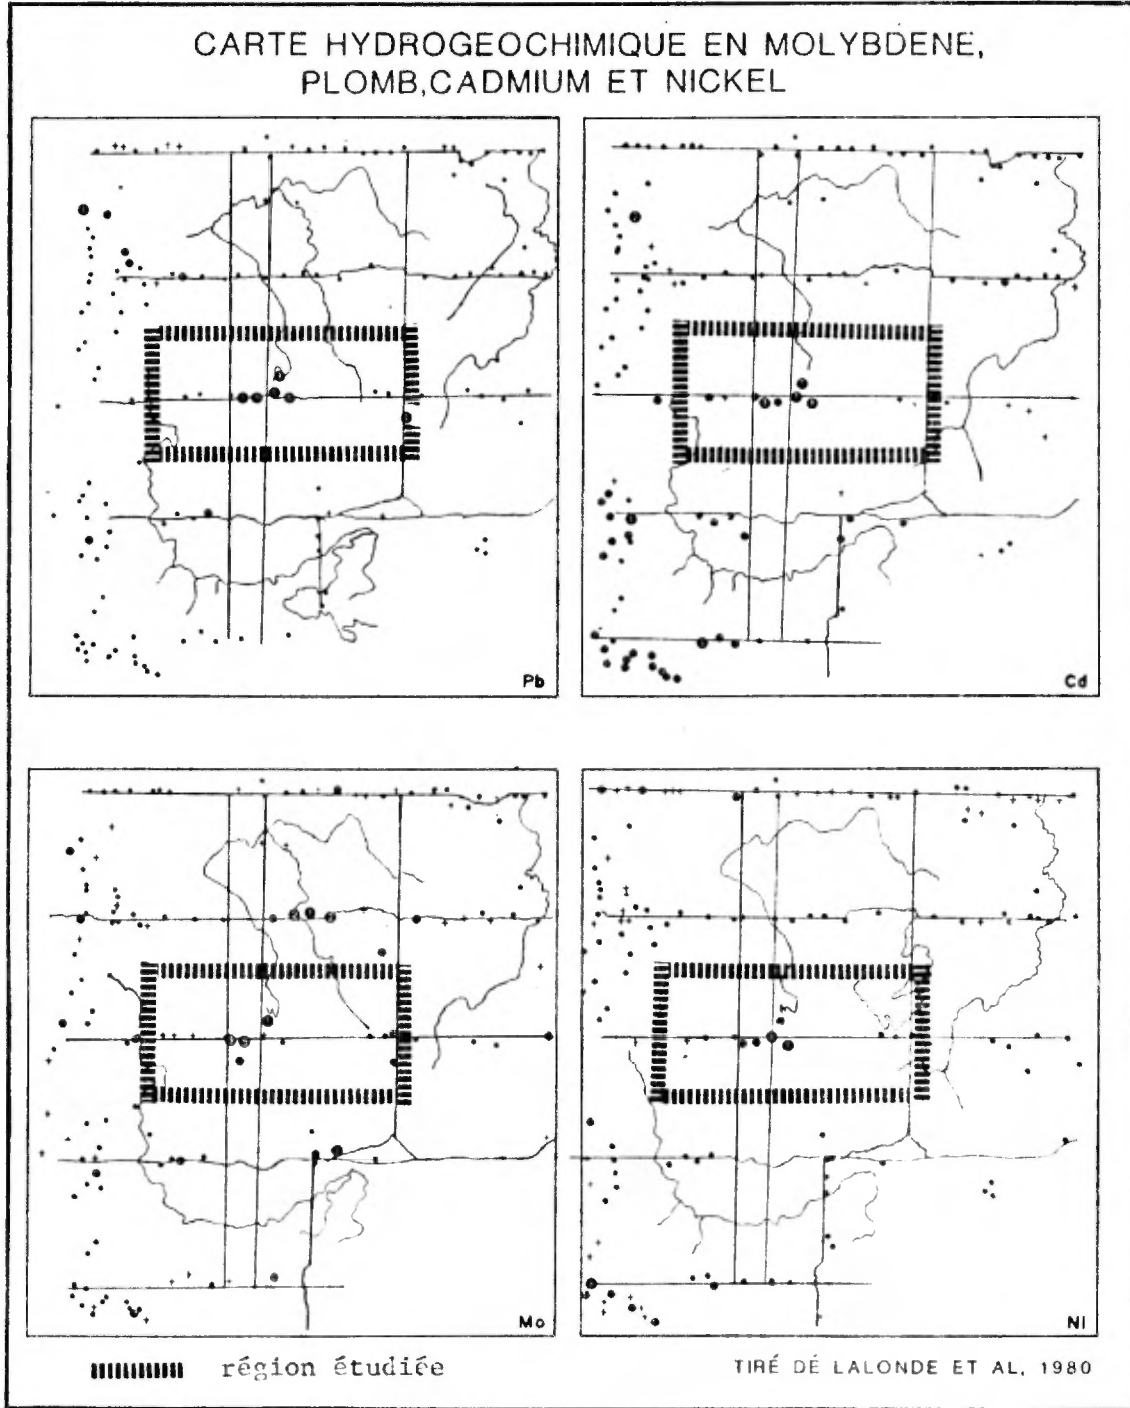 CARTE HYDROGEOCHIMIQUE EN MOLYBDENE,
PLOMB,CADMIUM ET NICKEL
Pb
Cd
Mo
NI
région étudiée
TIRÉ DÉ LALONDE ET AL, 1980